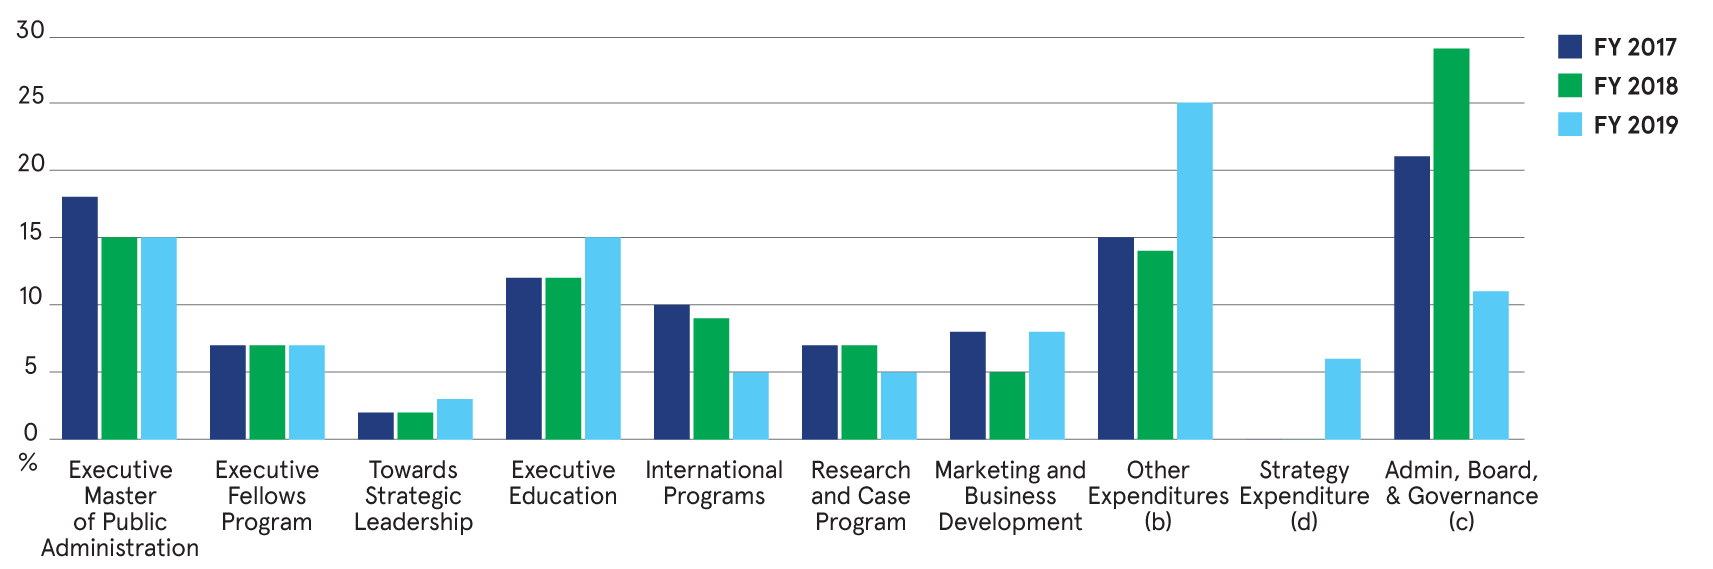 30
25
20
15
10
5
0
%
FY 2017
FY 2018
FY 2019
Executive
Master
of Public
Administration
Executive
Fellows
Program
Towards
Strategic
Leadership
Executive
Education
International
Programs
Research
and Case
Program
Marketing and
Business
Development
Other
Expenditures
(b)
Strategy
Expenditure
(d)
Admin, Board,
& Governance
(c)